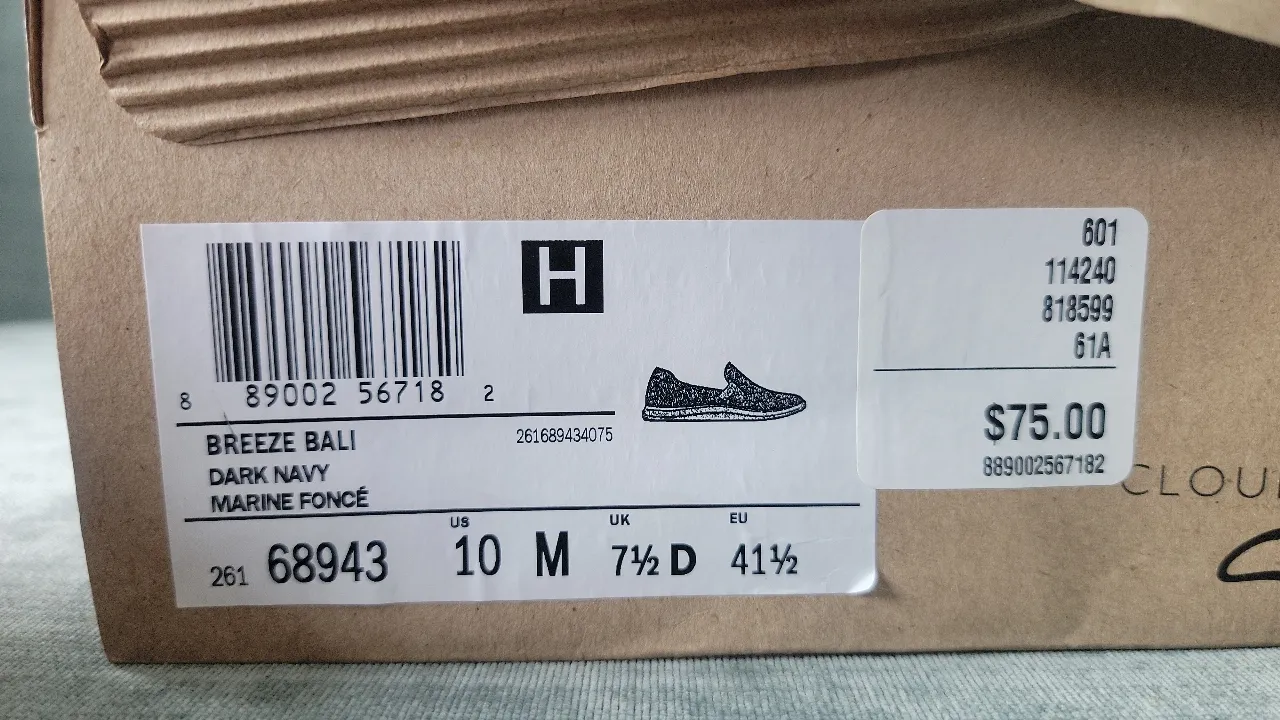 H
8 89002 56718 2
BREEZE BALI
261689434075
DARK NAVY
MARINE FONCÉ
US UK EU
261 68943 10 M 7½ D 41½
601
114240
818599
61A
$75.00
889002567182
CLOU